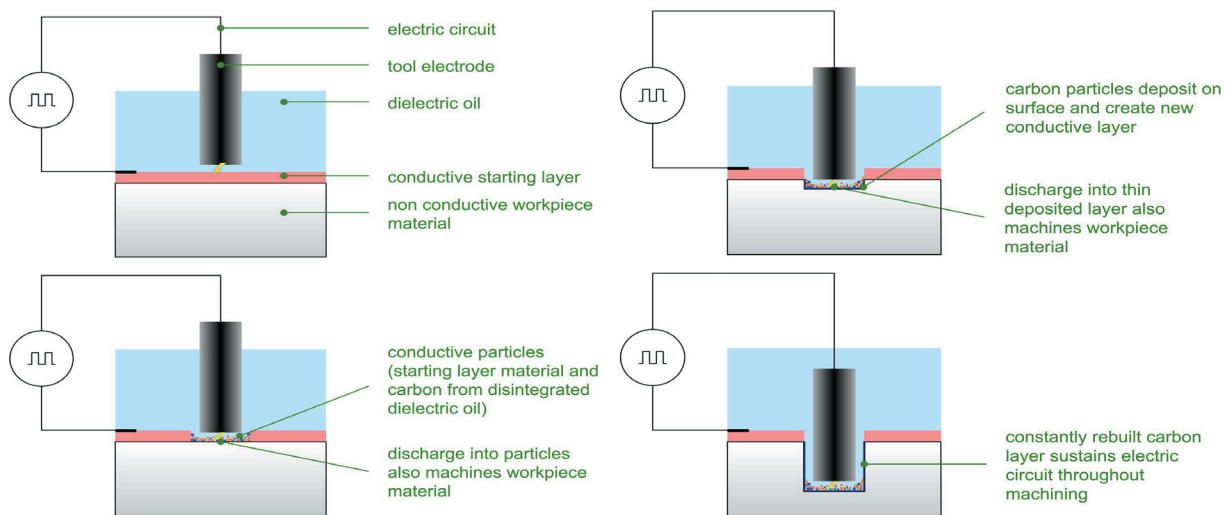 electric circuit
tool electrode
dielectric oil
conductive starting layer
non conductive workpiece
material
conductive particles
(starting layer material and
carbon from disintegrated
dielectric oil)
discharge into particles
also machines workpiece
material
carbon particles deposit on
surface and create new
conductive layer
discharge into thin
deposited layer also
machines workpiece
material
constantly rebuilt carbon
layer sustains electric
circuit throughout
machining